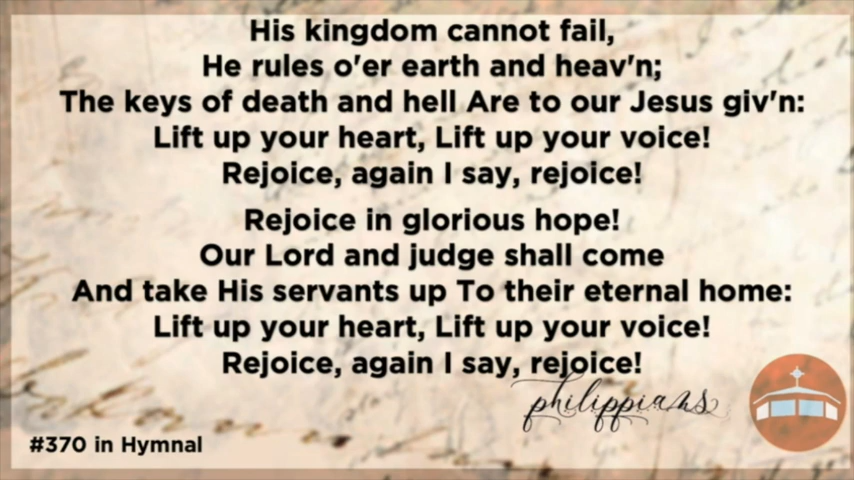 His kingdom cannot fail,
He rules o'er earth and heav'n;
The keys of death and hell Are to our Jesus giv'n:
Lift up your heart, Lift up your voice!
Rejoice, again I say, rejoice!
Rejoice in glorious hope!
Our Lord and judge shall come
And take His servants up To their eternal home:
Lift up your heart, Lift up your voice!
Rejoice, again I say, rejoice!
philippians
#370 in Hymnal